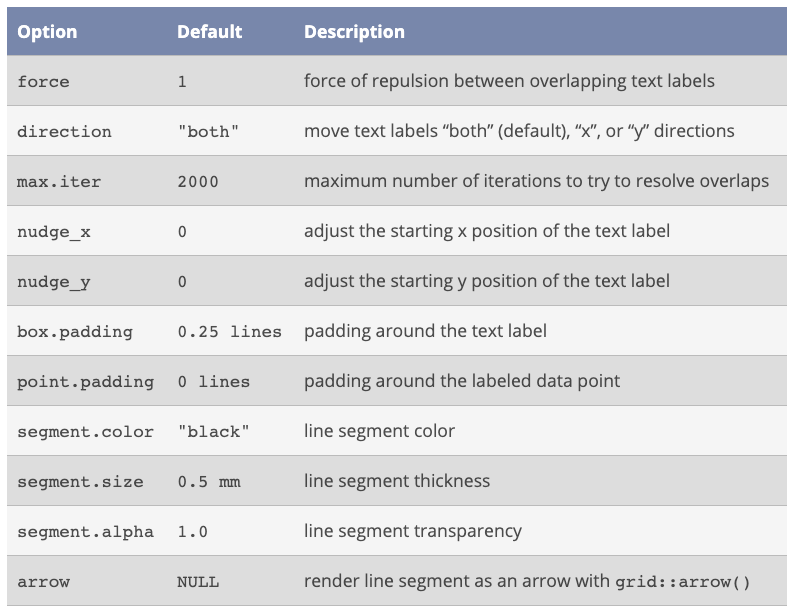 Option Default Description
force 1 force of repulsion between overlapping text labels
direction "both" move text labels “both” (default), “x”, or “y” directions
max.iter 2000 maximum number of iterations to try to resolve overlaps
nudge_x 0 adjust the starting x position of the text label
nudge_y 0 adjust the starting y position of the text label
box.padding 0.25 lines padding around the text label
point.padding 0 lines padding around the labeled data point
segment.color "black" line segment color
segment.size 0.5 mm line segment thickness
segment.alpha 1.0 line segment transparency
arrow NULL render line segment as an arrow with grid::arrow()